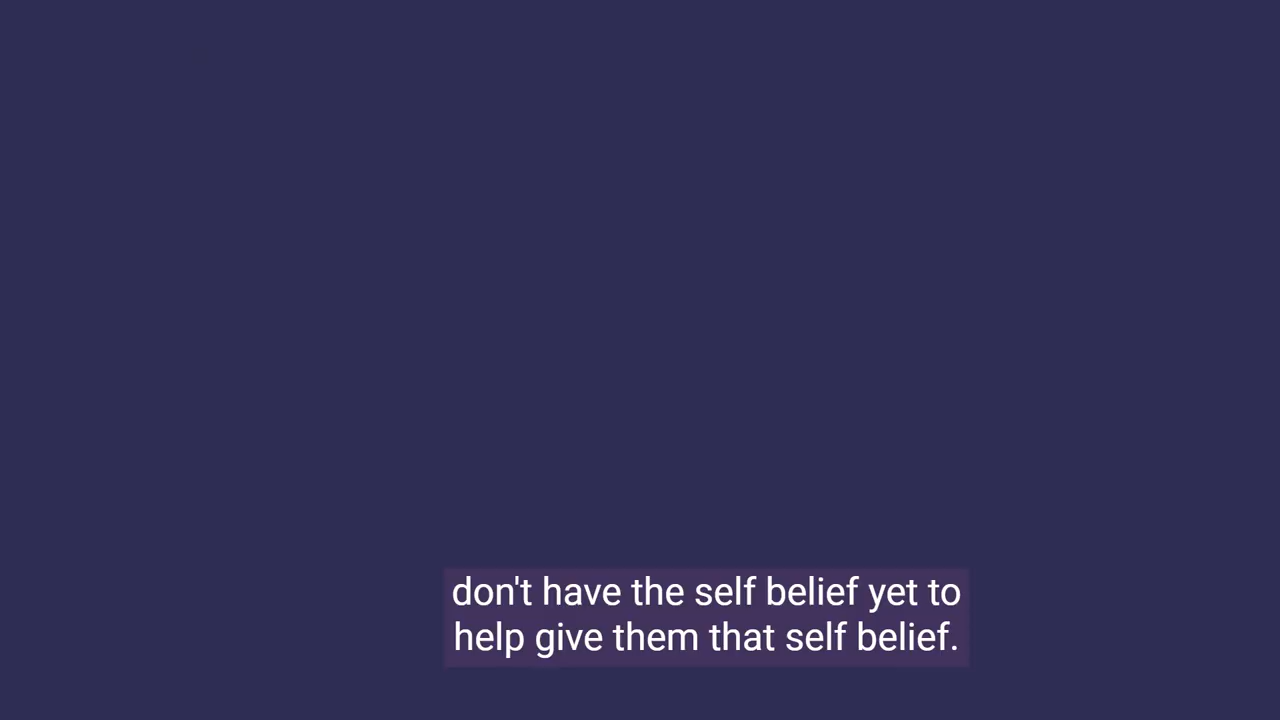 don't have the self belief yet to
help give them that self belief.